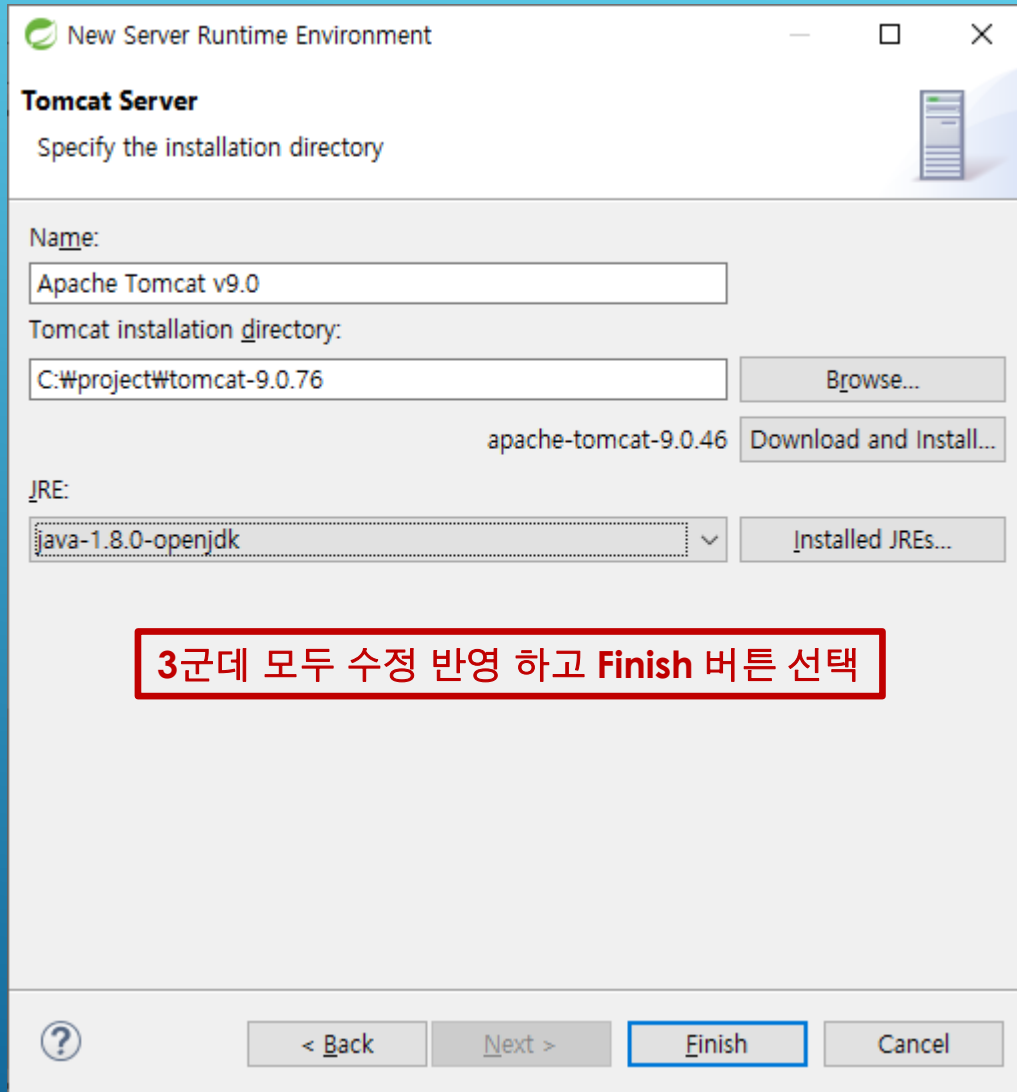 New Server Runtime Environment
Tomcat Server
Specify the installation directory
Name:
Apache Tomcat v9.0
Tomcat installation directory:
C:₩project₩tomcat-9.0.76
Browse...
apache-tomcat-9.0.46 Download and Install...
JRE:
java-1.8.0-openjdk
Installed JREs...
3군데 모두 수정 반영 하고 Finish 버튼 선택
? < Back Next > Finish Cancel